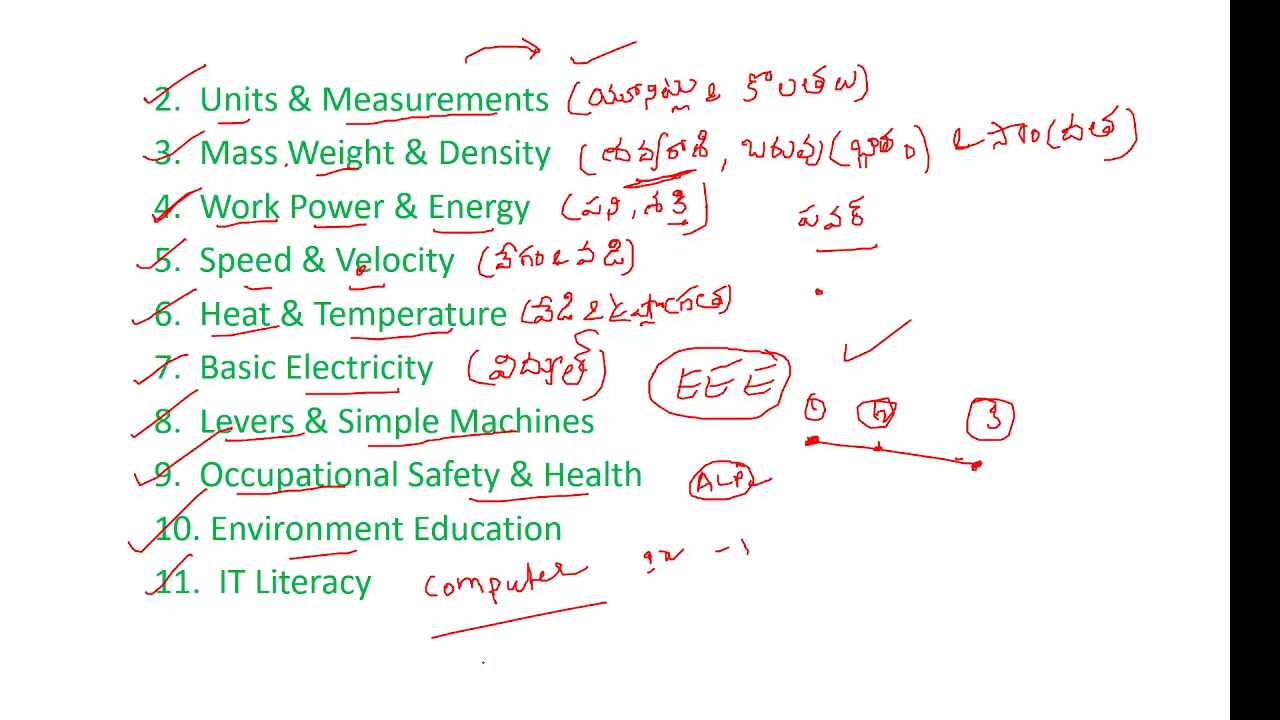 2. Units & Measurements (యూనిట్లు & కొలతలు)
3. Mass Weight & Density (ద్రవ్యరాశి, బరువు(భారం) & సాంద్రత)
4. Work Power & Energy (పని, శక్తి) పవర్
5. Speed & Velocity (వేగం & వడి)
6. Heat & Temperature (వేడి & ఉష్ణోగ్రత)
7. Basic Electricity (విద్యుత్) EEE
8. Levers & Simple Machines 1 2 3
9. Occupational Safety & Health ALP
10. Environment Education
11. IT Literacy Computer